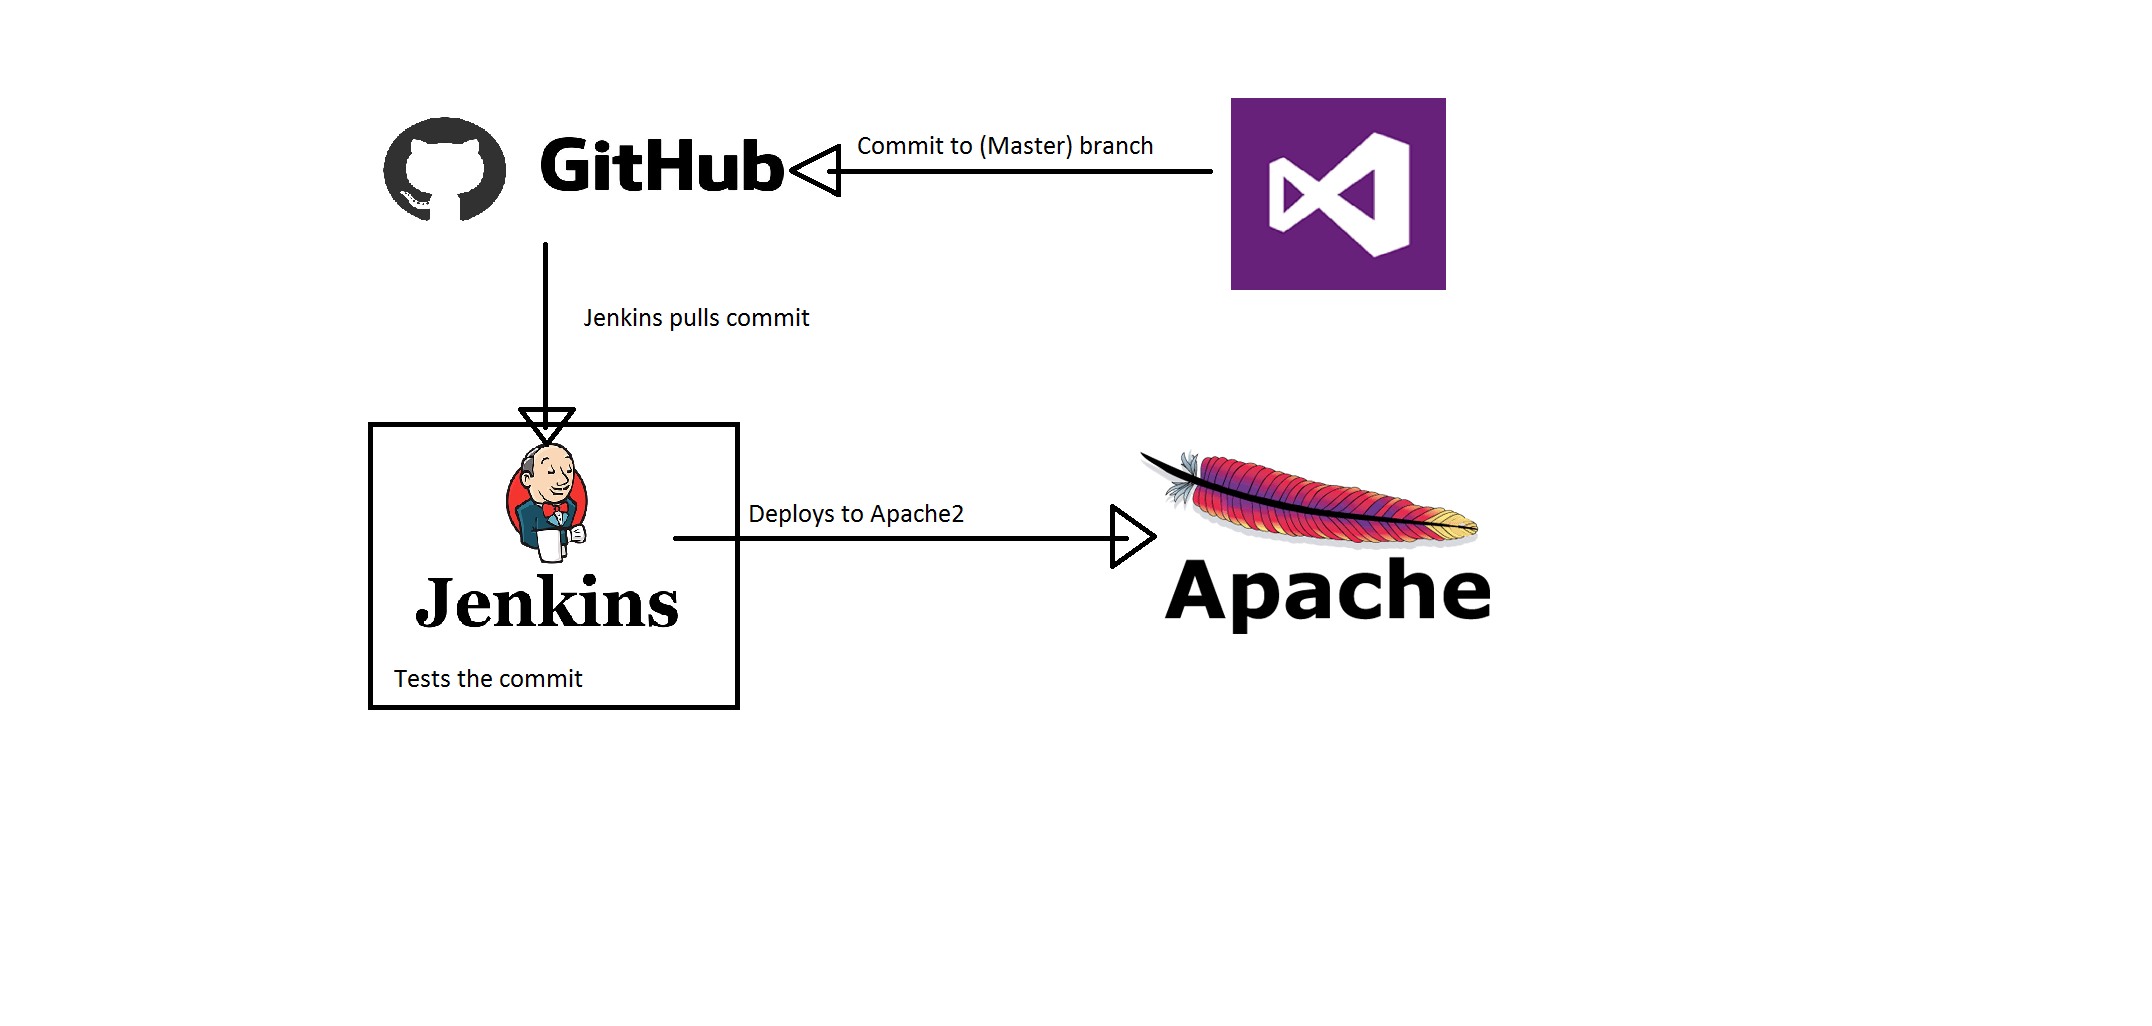 GitHub
Commit to (Master) branch
Jenkins pulls commit
Jenkins
Tests the commit
Deploys to Apache2
Apache